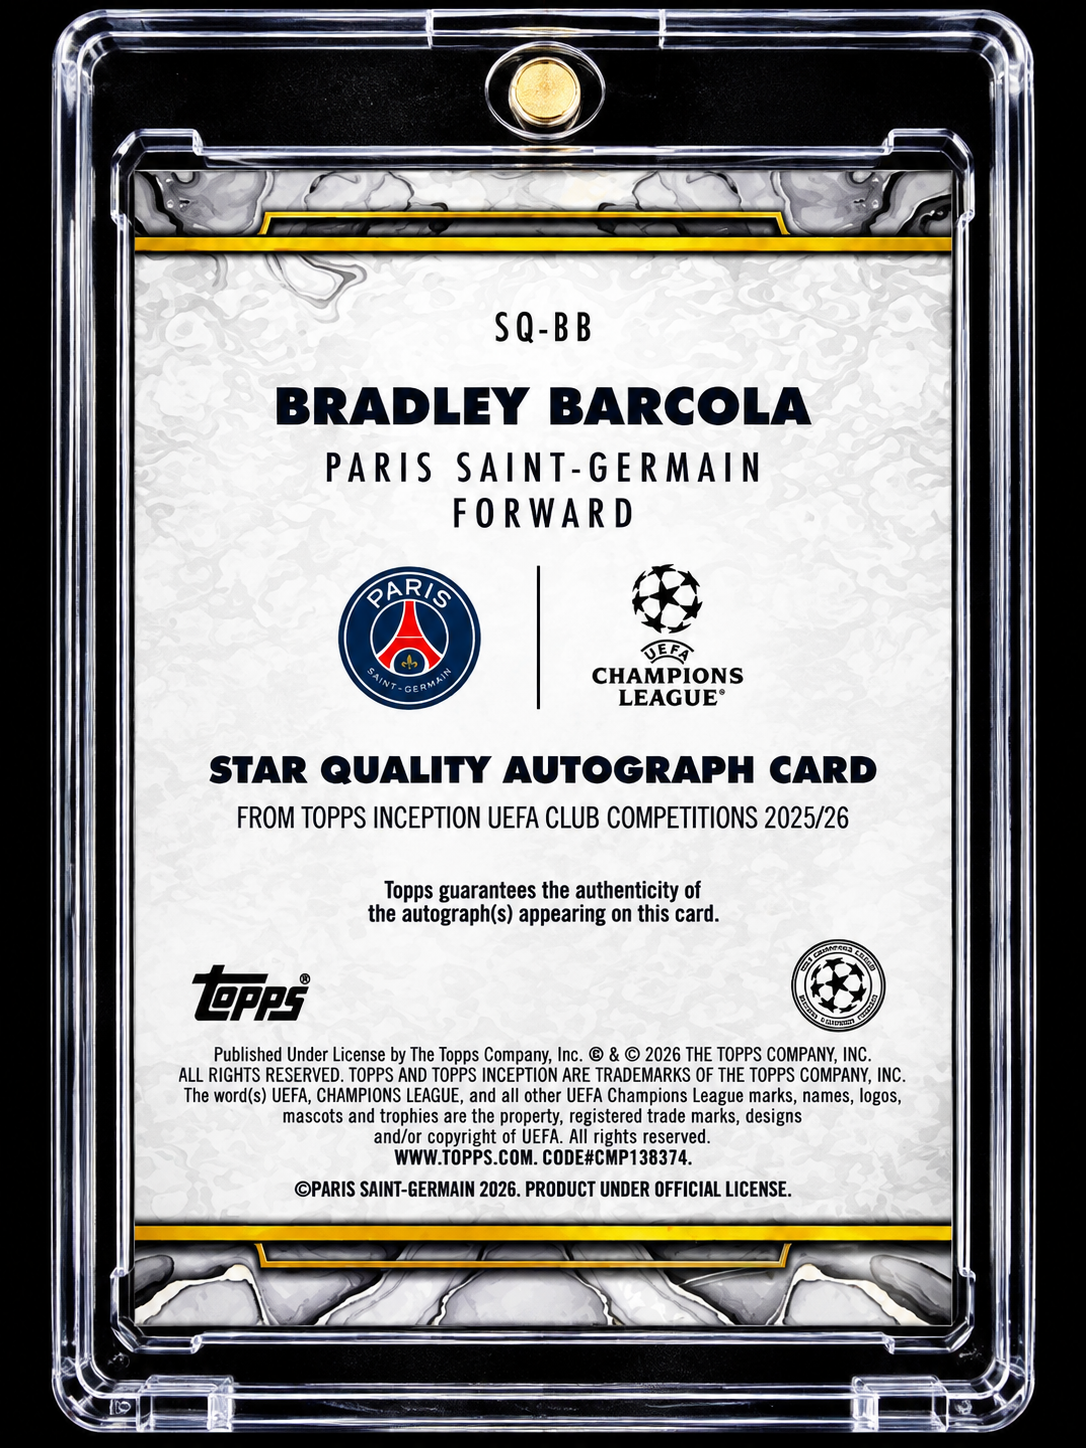 SQ-BB
BRADLEY BARCOLA
PARIS SAINT-GERMAIN
FORWARD
PARIS
SAINT-GERMAIN
UEFA
CHAMPIONS
LEAGUE®
STAR QUALITY AUTOGRAPH CARD
FROM TOPPS INCEPTION UEFA CLUB COMPETITIONS 2025/26
Topps guarantees the authenticity of
the autograph(s) appearing on this card.
topps®
Published Under License by The Topps Company, Inc. ® & © 2026 THE TOPPS COMPANY, INC.
ALL RIGHTS RESERVED. TOPPS AND TOPPS INCEPTION ARE TRADEMARKS OF THE TOPPS COMPANY, INC.
The word(s) UEFA, CHAMPIONS LEAGUE, and all other UEFA Champions League marks, names, logos,
mascots and trophies are the property, registered trade marks, designs
and/or copyright of UEFA. All rights reserved.
WWW.TOPPS.COM. CODE#CMP138374.
©PARIS SAINT-GERMAIN 2026. PRODUCT UNDER OFFICIAL LICENSE.